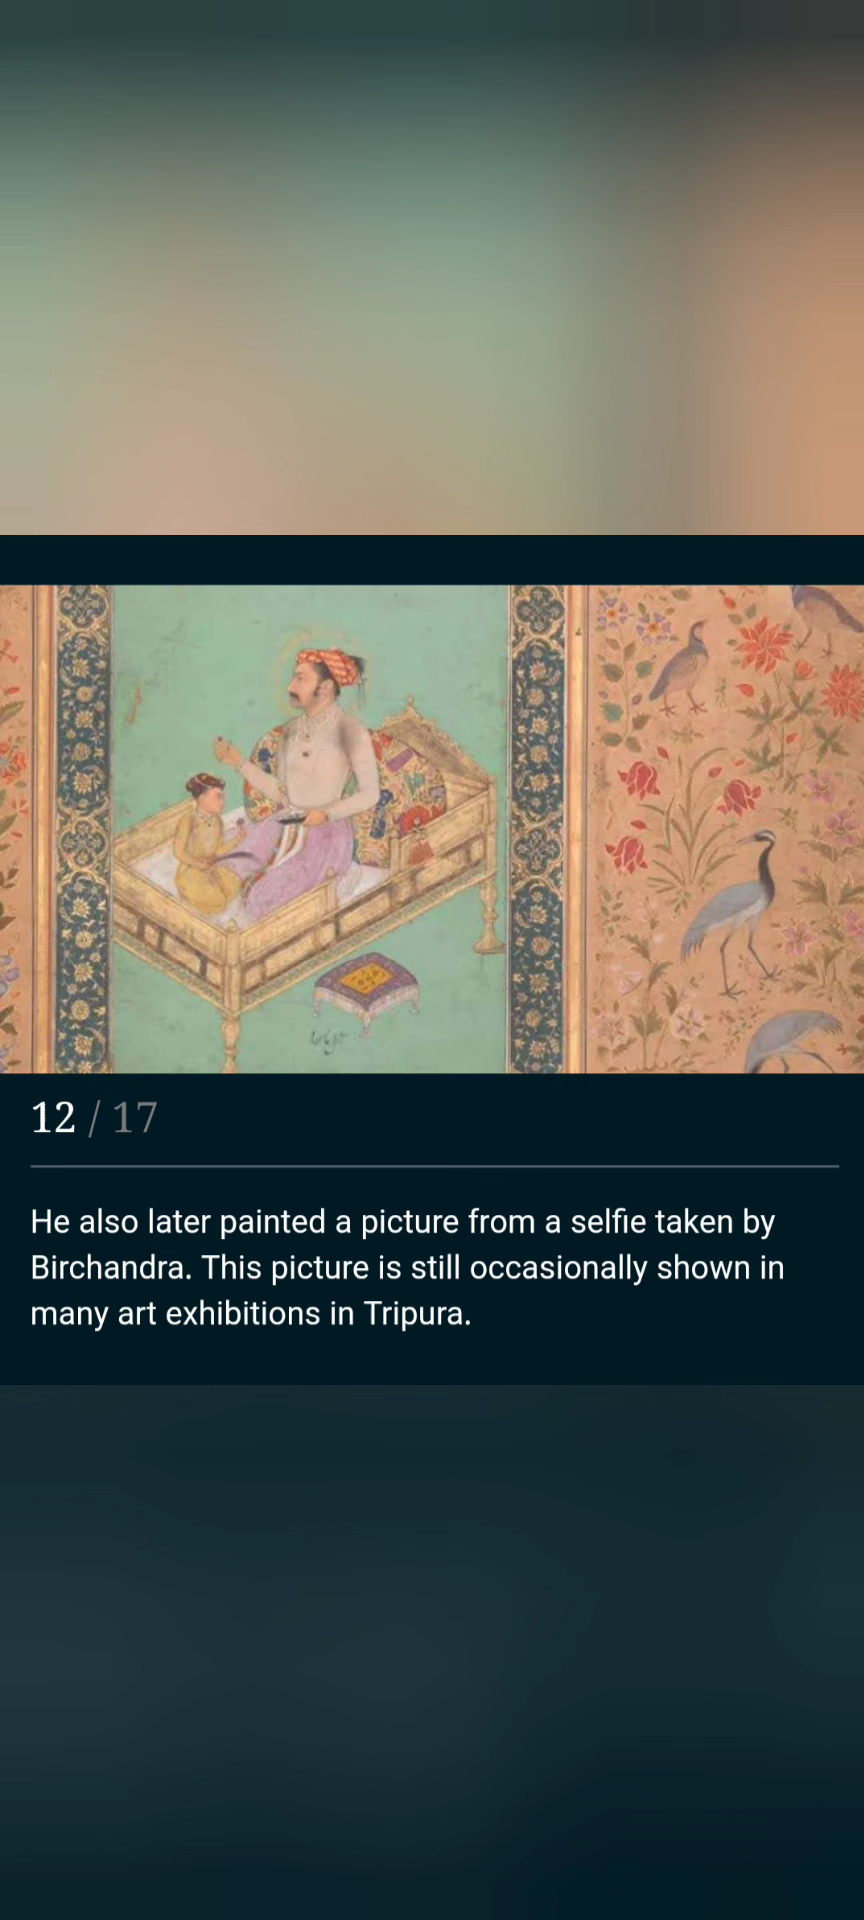 12 / 17
He also later painted a picture from a selfie taken by
Birchandra. This picture is still occasionally shown in
many art exhibitions in Tripura.